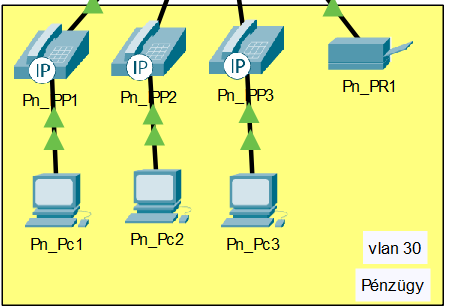 IP
IP
IP
Pn_PP1
Pn_PP2
Pn_PP3
Pn_PR1
Pn_Pc1
Pn_Pc2
Pn_Pc3
vlan 30
Pénzügy